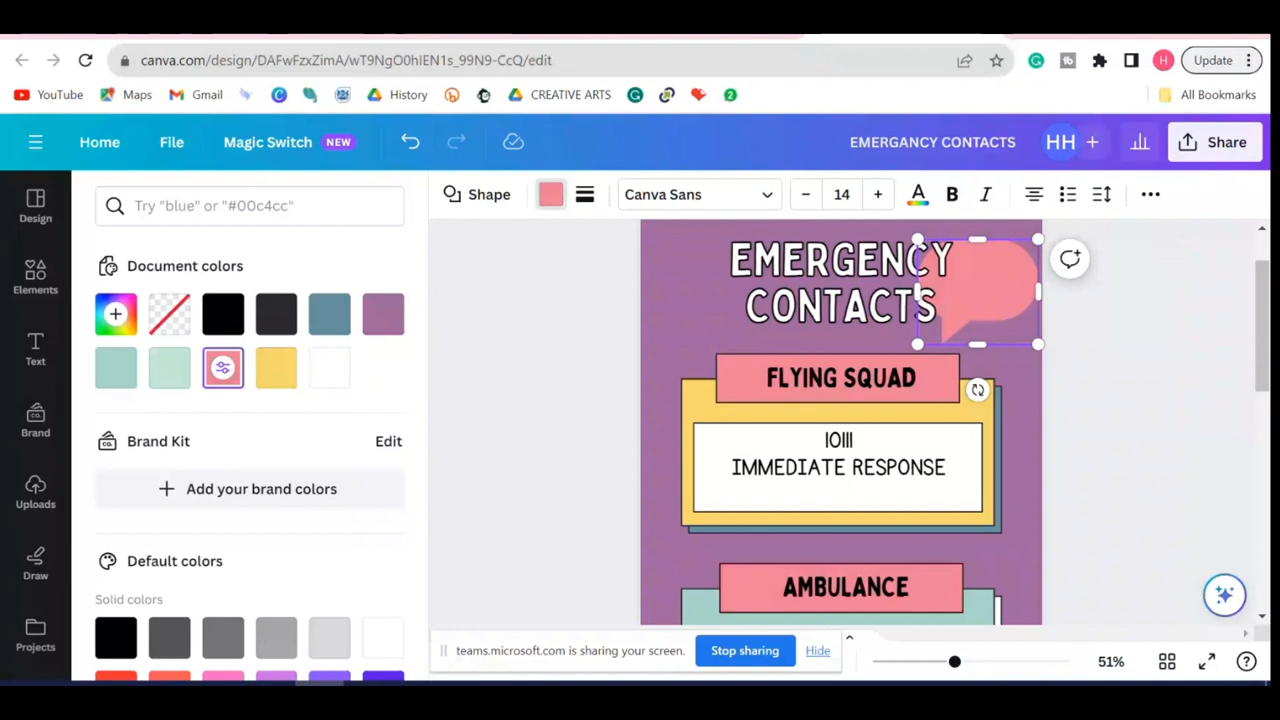 canva.com/design/DAFwFzxZimA/wT9NgO0hIEN1s_99N9-CcQ/edit
Update
YouTube
Maps
Gmail
History
CREATIVE ARTS
All Bookmarks
Home
File
Magic Switch
NEW
EMERGANCY CONTACTS
HH
Share
Design
Elements
Text
Brand
Uploads
Draw
Projects
Try "blue" or "#00c4cc"
Document colors
Brand Kit
Edit
Add your brand colors
Default colors
Solid colors
Shape
Canva Sans
14
A
B
I
EMERGENCY
CONTACTS
FLYING SQUAD
10111
IMMEDIATE RESPONSE
AMBULANCE
teams.microsoft.com is sharing your screen.
Stop sharing
Hide
51%